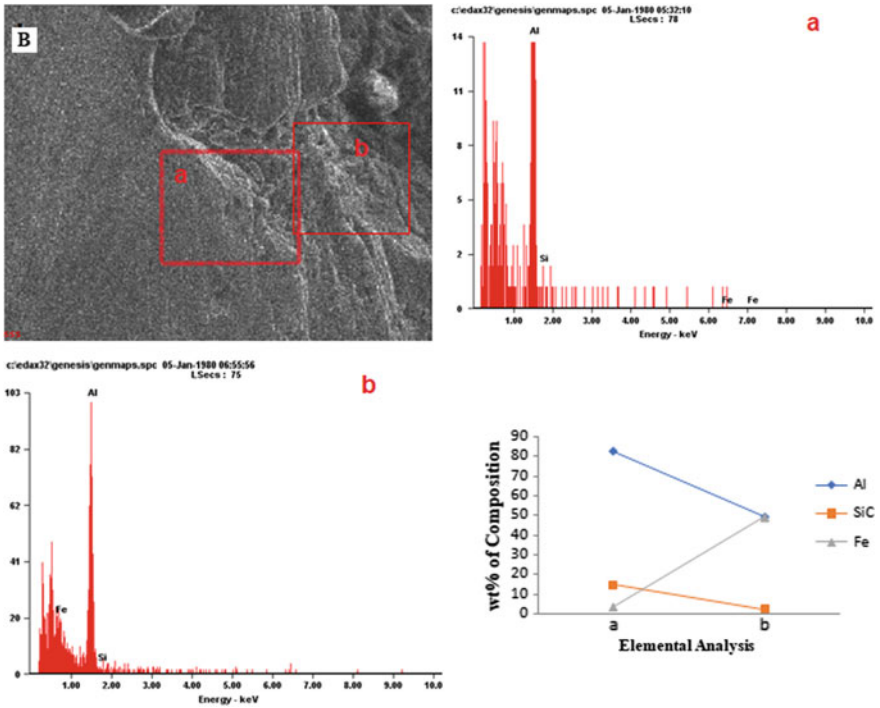 B
a
b
c:\edax32\genesis\genmaps.spc 05-Jan-1980 05:32:10
LSecs : 78
a
14
11
8
5
2
0
Al
Si
Fe Fe
1.00 2.00 3.00 4.00 5.00 6.00 7.00 8.00 9.00 10.0
Energy - keV
c:\edax32\genesis\genmaps.spc 05-Jan-1980 06:55:56
LSecs : 75
b
103
82
62
41
20
0
Al
Fe
Si
1.00 2.00 3.00 4.00 5.00 6.00 7.00 8.00 9.00 10.0
Energy - keV
wt% of Composition
90
80
70
60
50
40
30
20
10
0
a b
Elemental Analysis
Al
SiC
Fe